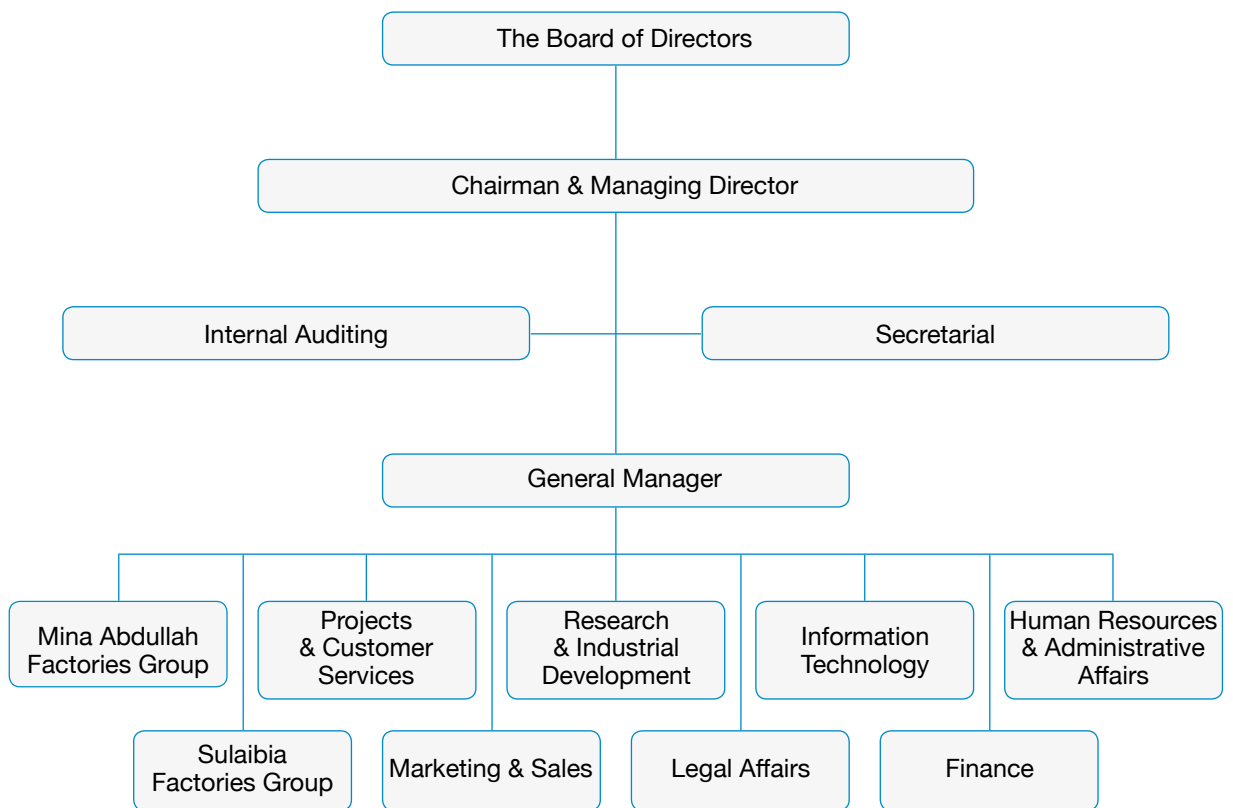 The Board of Directors
Chairman & Managing Director
Internal Auditing
Secretarial
General Manager
Mina Abdullah
Factories Group
Projects
& Customer
Services
Research
& Industrial
Development
Information
Technology
Human Resources
& Administrative
Affairs
Sulaibia
Factories Group
Marketing & Sales
Legal Affairs
Finance